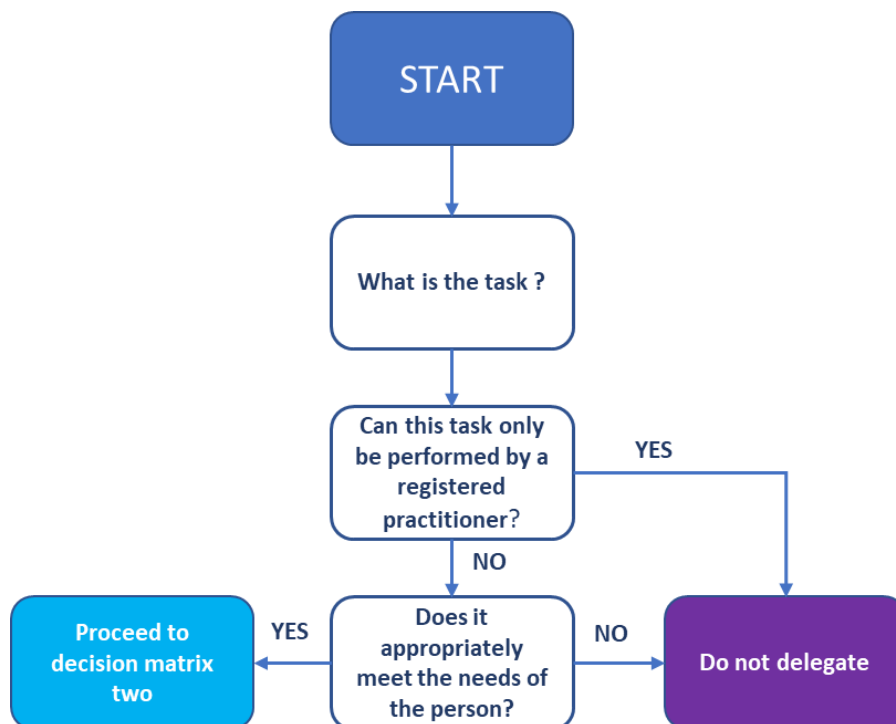 START
What is the task ?
Can this task only
be performed by a
registered
practitioner?
YES
NO
Does it
appropriately
meet the needs of
the person?
YES
Proceed to
decision matrix
two
NO
Do not delegate